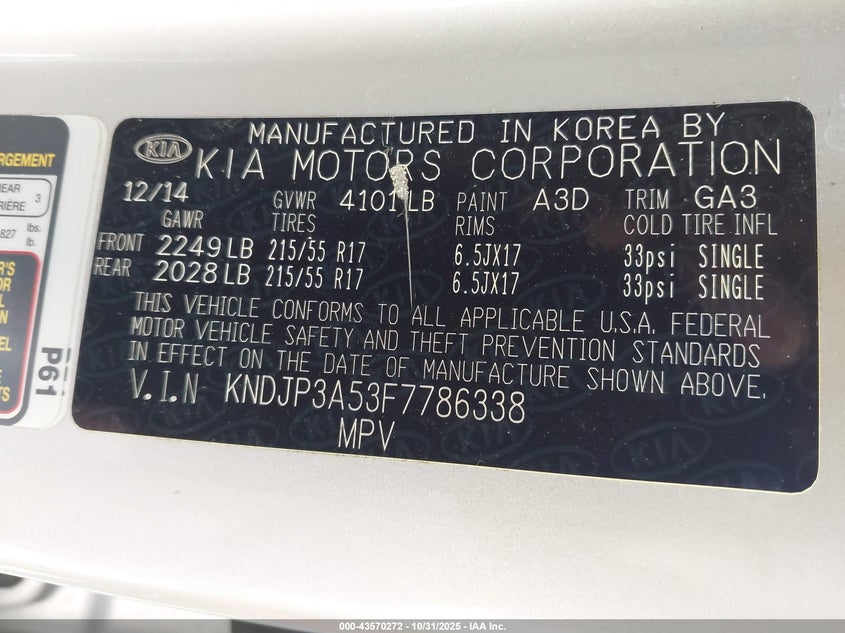 KIA
MANUFACTURED IN KOREA BY
KIA MOTORS CORPORATION
12/14 GVWR 4101 LB PAINT A3D TRIM GA3
GAWR TIRES RIMS COLD TIRE INFL
FRONT 2249 LB 215/55 R17 6.5JX17 33psi SINGLE
REAR 2028 LB 215/55 R17 6.5JX17 33psi SINGLE
THIS VEHICLE CONFORMS TO ALL APPLICABLE U.S.A. FEDERAL
MOTOR VEHICLE SAFETY AND THEFT PREVENTION STANDARDS
IN EFFECT ON THE DATE OF MANUFACTURE SHOWN ABOVE.
V.I.N KNDJP3A53F7786338
MPV
3
827 lbs.
lb.
P61
000-43570272 - 10/31/2025 - IAA Inc.